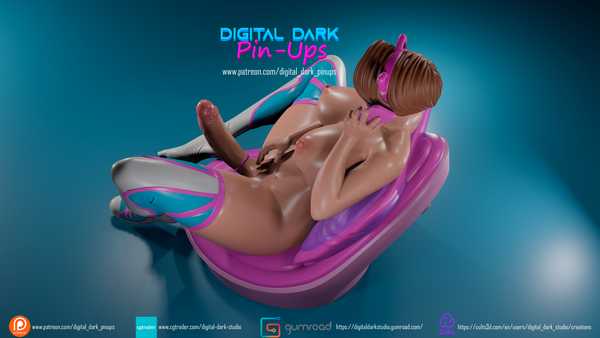 DIGITAL DARK
Pin-Ups
www.patreon.com/digital_dark_pinups
www.patreon.com/digital_dark_pinups
cgtrader
www.cgtrader.com/digital-dark-studio
gumroad
https://digitaldarkstudio.gumroad.com/
https://cults3d.com/en/users/digital_dark_studio/creations